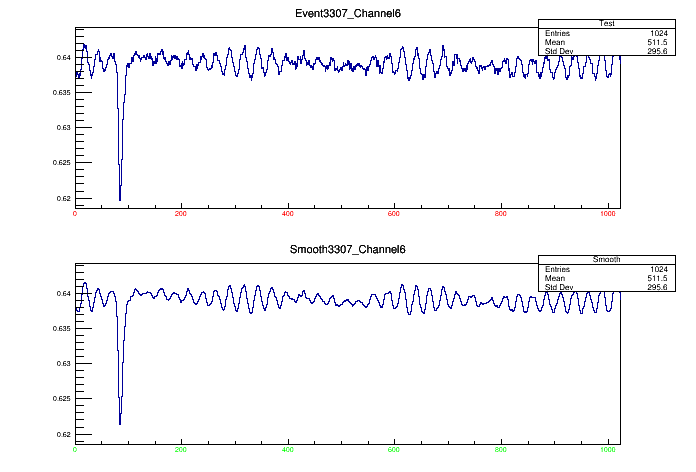 Event3307_Channel6
Test
Entries 1024
Mean 511.5
Std Dev 295.6
0.64
0.635
0.63
0.625
0.62
0 200 400 600 800 1000
Smooth3307_Channel6
Smooth
Entries 1024
Mean 511.5
Std Dev 295.6
0.64
0.635
0.63
0.625
0.62
0 200 400 600 800 1000